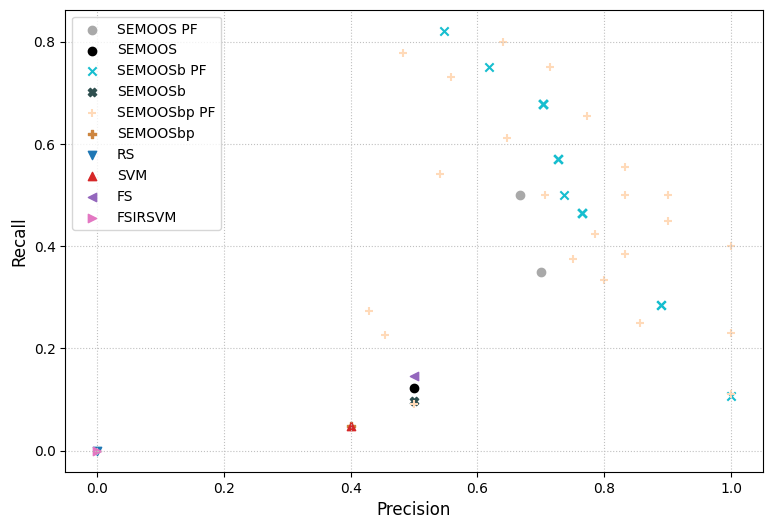 SEMOOS PF
SEMOOS
SEMOOSb PF
SEMOOSb
SEMOOSbp PF
SEMOOSbp
RS
SVM
FS
FSIRSVM
Recall
0.8
0.6
0.4
0.2
0.0
0.0 0.2 0.4 0.6 0.8 1.0
Precision